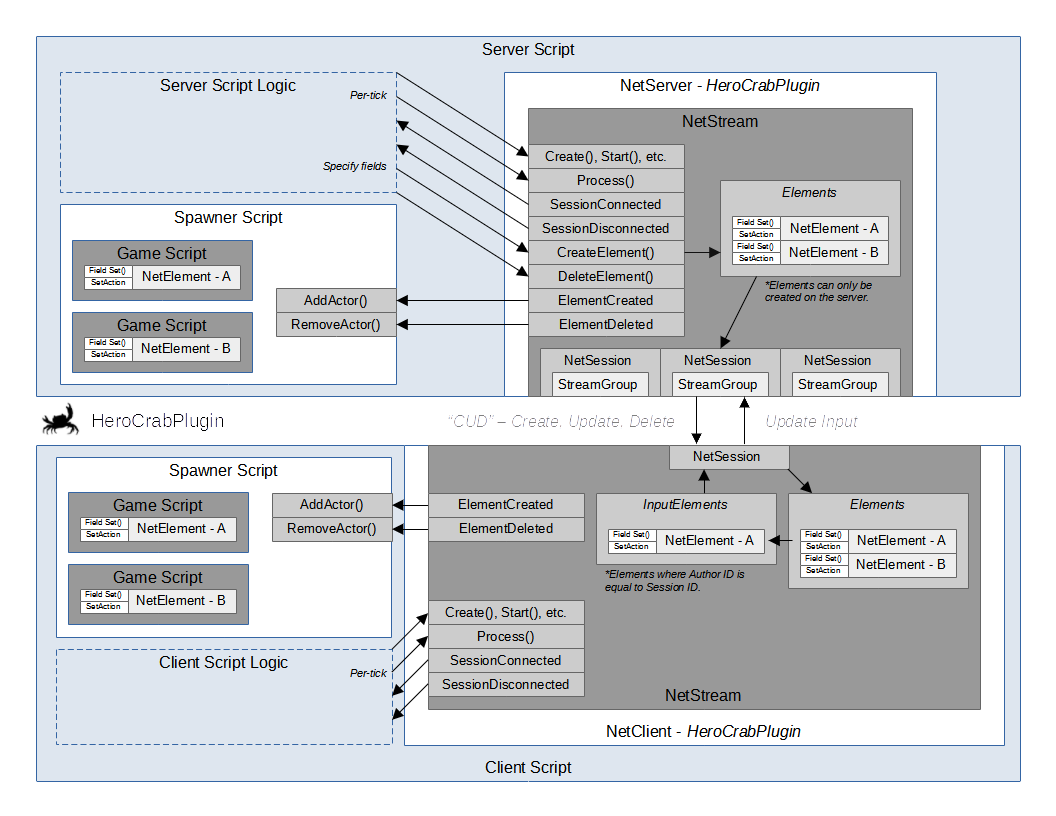 Server Script
Server Script Logic
Per-tick
Specify fields
NetServer - HeroCrabPlugin
NetStream
Create(), Start(), etc.
Process()
SessionConnected
SessionDisconnected
CreateElement()
DeleteElement()
ElementCreated
ElementDeleted
Elements
Field Set()
SetAction
NetElement - A
Field Set()
SetAction
NetElement - B
*Elements can only be
created on the server.
Spawner Script
Game Script
Field Set()
SetAction
NetElement - A
Game Script
Field Set()
SetAction
NetElement - B
AddActor()
RemoveActor()
NetSession
StreamGroup
NetSession
StreamGroup
NetSession
StreamGroup
HeroCrabPlugin
“CUD” – Create, Update, Delete
Update Input
Spawner Script
Game Script
Field Set()
SetAction
NetElement - A
Game Script
Field Set()
SetAction
NetElement - B
AddActor()
RemoveActor()
ElementCreated
ElementDeleted
NetSession
InputElements
Field Set()
SetAction
NetElement - A
*Elements where Author ID is
equal to Session ID.
Elements
Field Set()
SetAction
NetElement - A
Field Set()
SetAction
NetElement - B
Client Script Logic
Per-tick
Create(), Start(), etc.
Process()
SessionConnected
SessionDisconnected
NetStream
NetClient - HeroCrabPlugin
Client Script